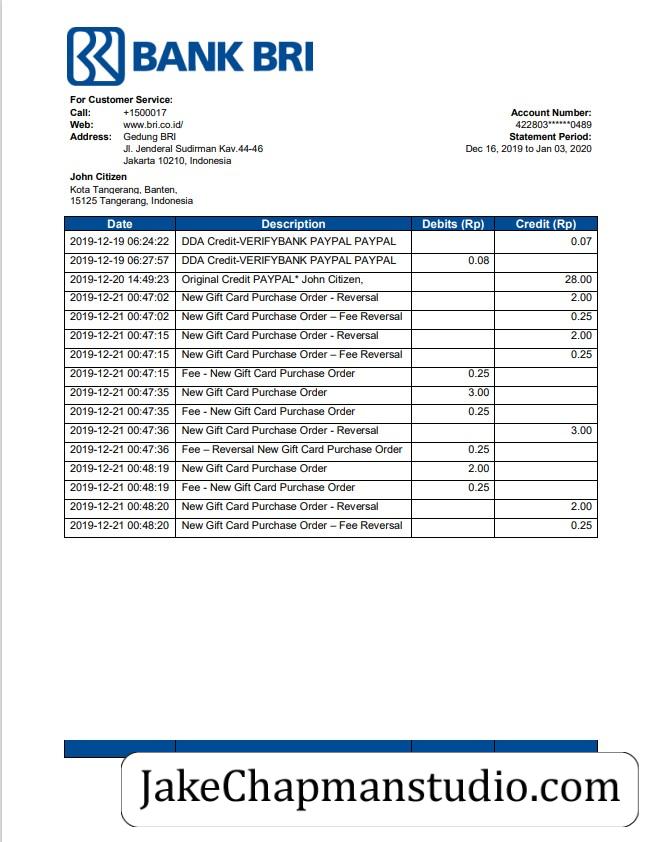 BANK BRI
For Customer Service:
Call: +1500017
Web: www.bri.co.id/
Address: Gedung BRI
Jl. Jenderal Sudirman Kav.44-46
Jakarta 10210, Indonesia
Account Number:
422803******0489
Statement Period:
Dec 16, 2019 to Jan 03, 2020
John Citizen
Kota Tangerang, Banten,
15125 Tangerang, Indonesia
Date Description Debits (Rp) Credit (Rp)
2019-12-19 06:24:22 DDA Credit-VERIFYBANK PAYPAL PAYPAL 0.07
2019-12-19 06:27:57 DDA Credit-VERIFYBANK PAYPAL PAYPAL 0.08
2019-12-20 14:49:23 Original Credit PAYPAL* John Citizen, 28.00
2019-12-21 00:47:02 New Gift Card Purchase Order - Reversal 2.00
2019-12-21 00:47:02 New Gift Card Purchase Order – Fee Reversal 0.25
2019-12-21 00:47:15 New Gift Card Purchase Order - Reversal 2.00
2019-12-21 00:47:15 New Gift Card Purchase Order – Fee Reversal 0.25
2019-12-21 00:47:15 Fee - New Gift Card Purchase Order 0.25
2019-12-21 00:47:35 New Gift Card Purchase Order 3.00
2019-12-21 00:47:35 Fee - New Gift Card Purchase Order 0.25
2019-12-21 00:47:36 New Gift Card Purchase Order - Reversal 3.00
2019-12-21 00:47:36 Fee – Reversal New Gift Card Purchase Order 0.25
2019-12-21 00:48:19 New Gift Card Purchase Order 2.00
2019-12-21 00:48:19 Fee - New Gift Card Purchase Order 0.25
2019-12-21 00:48:20 New Gift Card Purchase Order - Reversal 2.00
2019-12-21 00:48:20 New Gift Card Purchase Order – Fee Reversal 0.25
JakeChapmanstudio.com